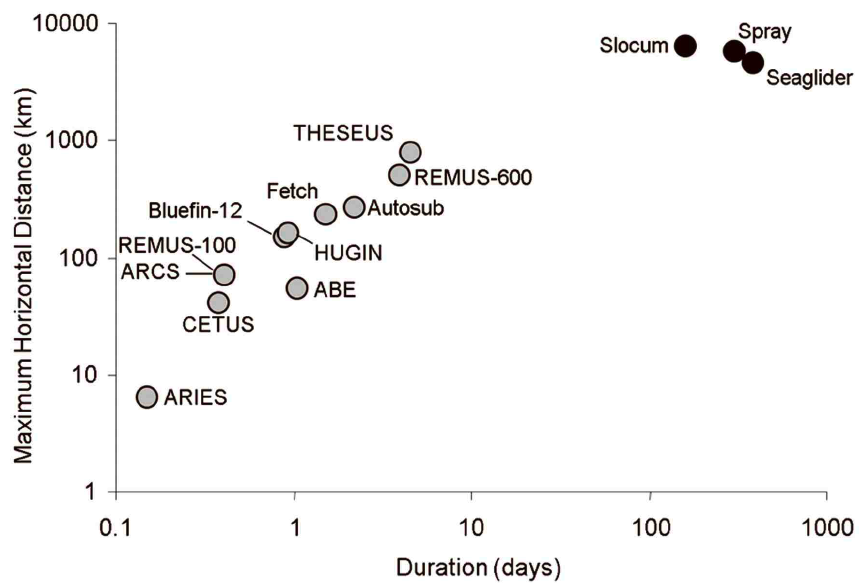 10000
Slocum
Spray
Seaglider
Maximum Horizontal Distance (km)
1000
THESEUS
REMUS-600
Fetch
Autosub
Bluefin-12
HUGIN
REMUS-100
100
ARCS
ABE
CETUS
10
ARIES
1
0.1
1
10
100
1000
Duration (days)